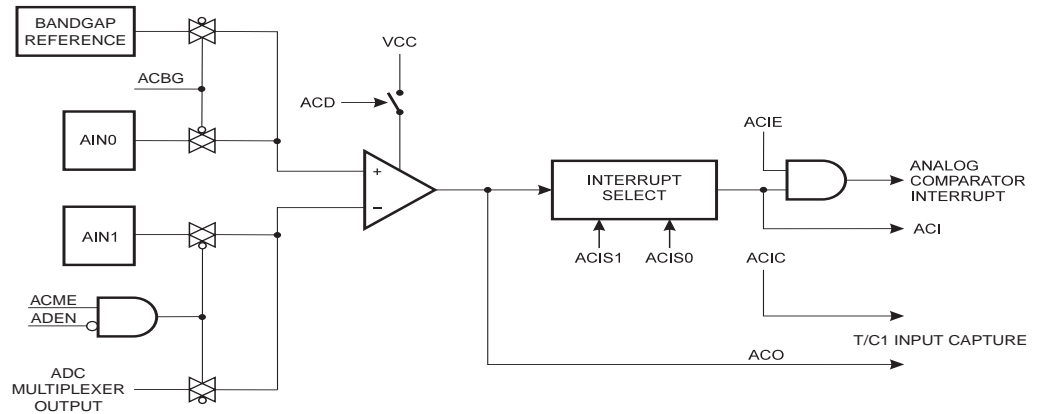 BANDGAP
REFERENCE
VCC
ACBG
ACD
AIN0
ACIE
+
−
INTERRUPT
SELECT
ANALOG
COMPARATOR
INTERRUPT
AIN1
ACI
ACIS1 ACIS0 ACIC
ACME
ADEN
T/C1 INPUT CAPTURE
ACO
ADC
MULTIPLEXER
OUTPUT